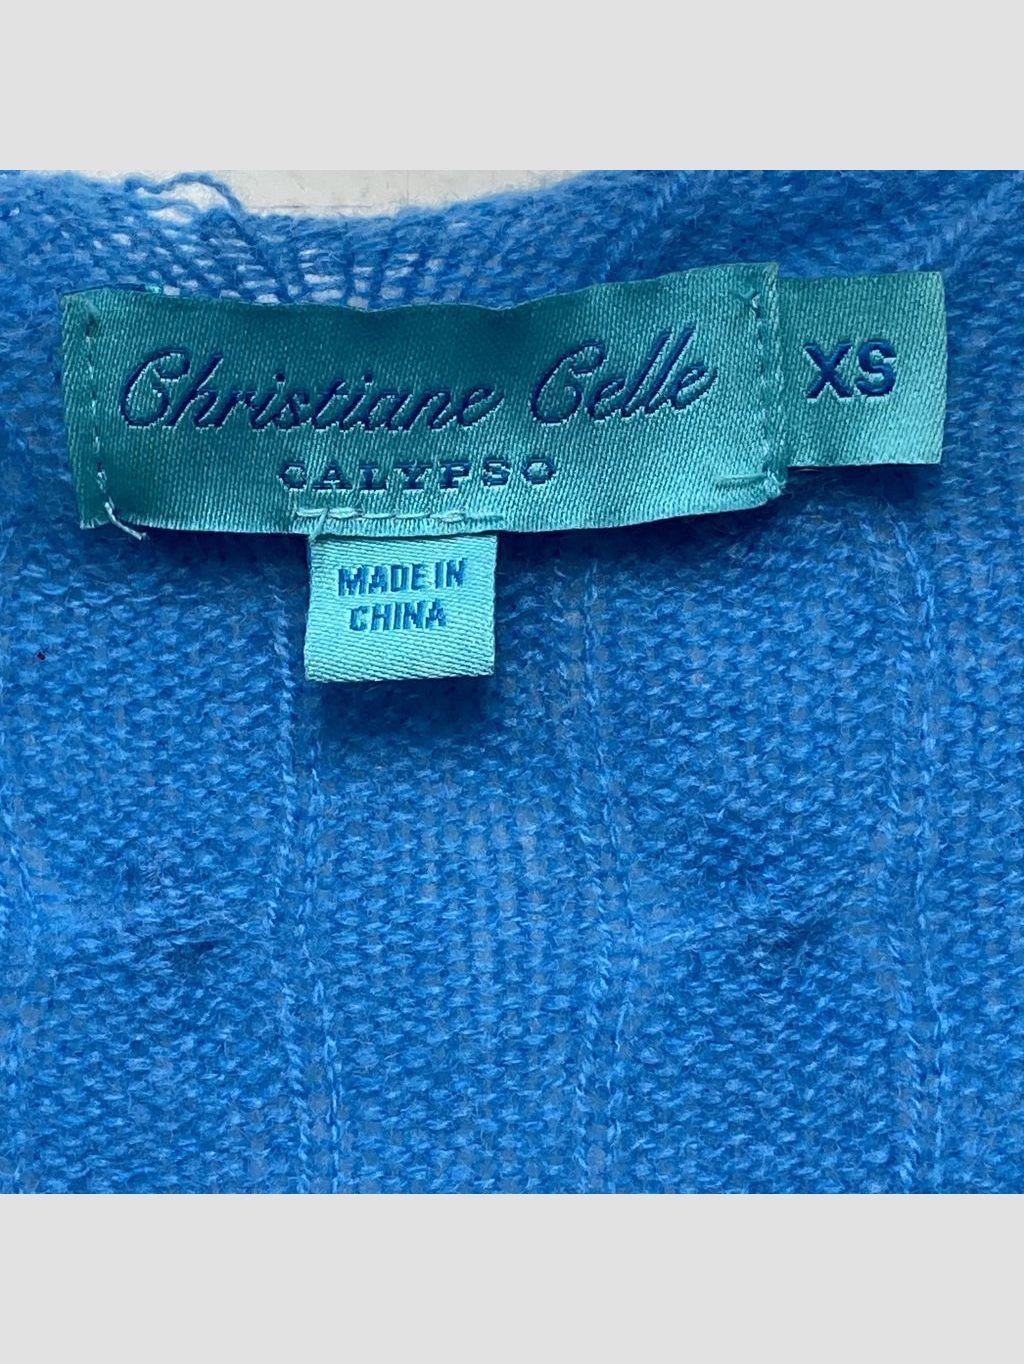 Christiane Celle
CALYPSO
XS
MADE IN
CHINA